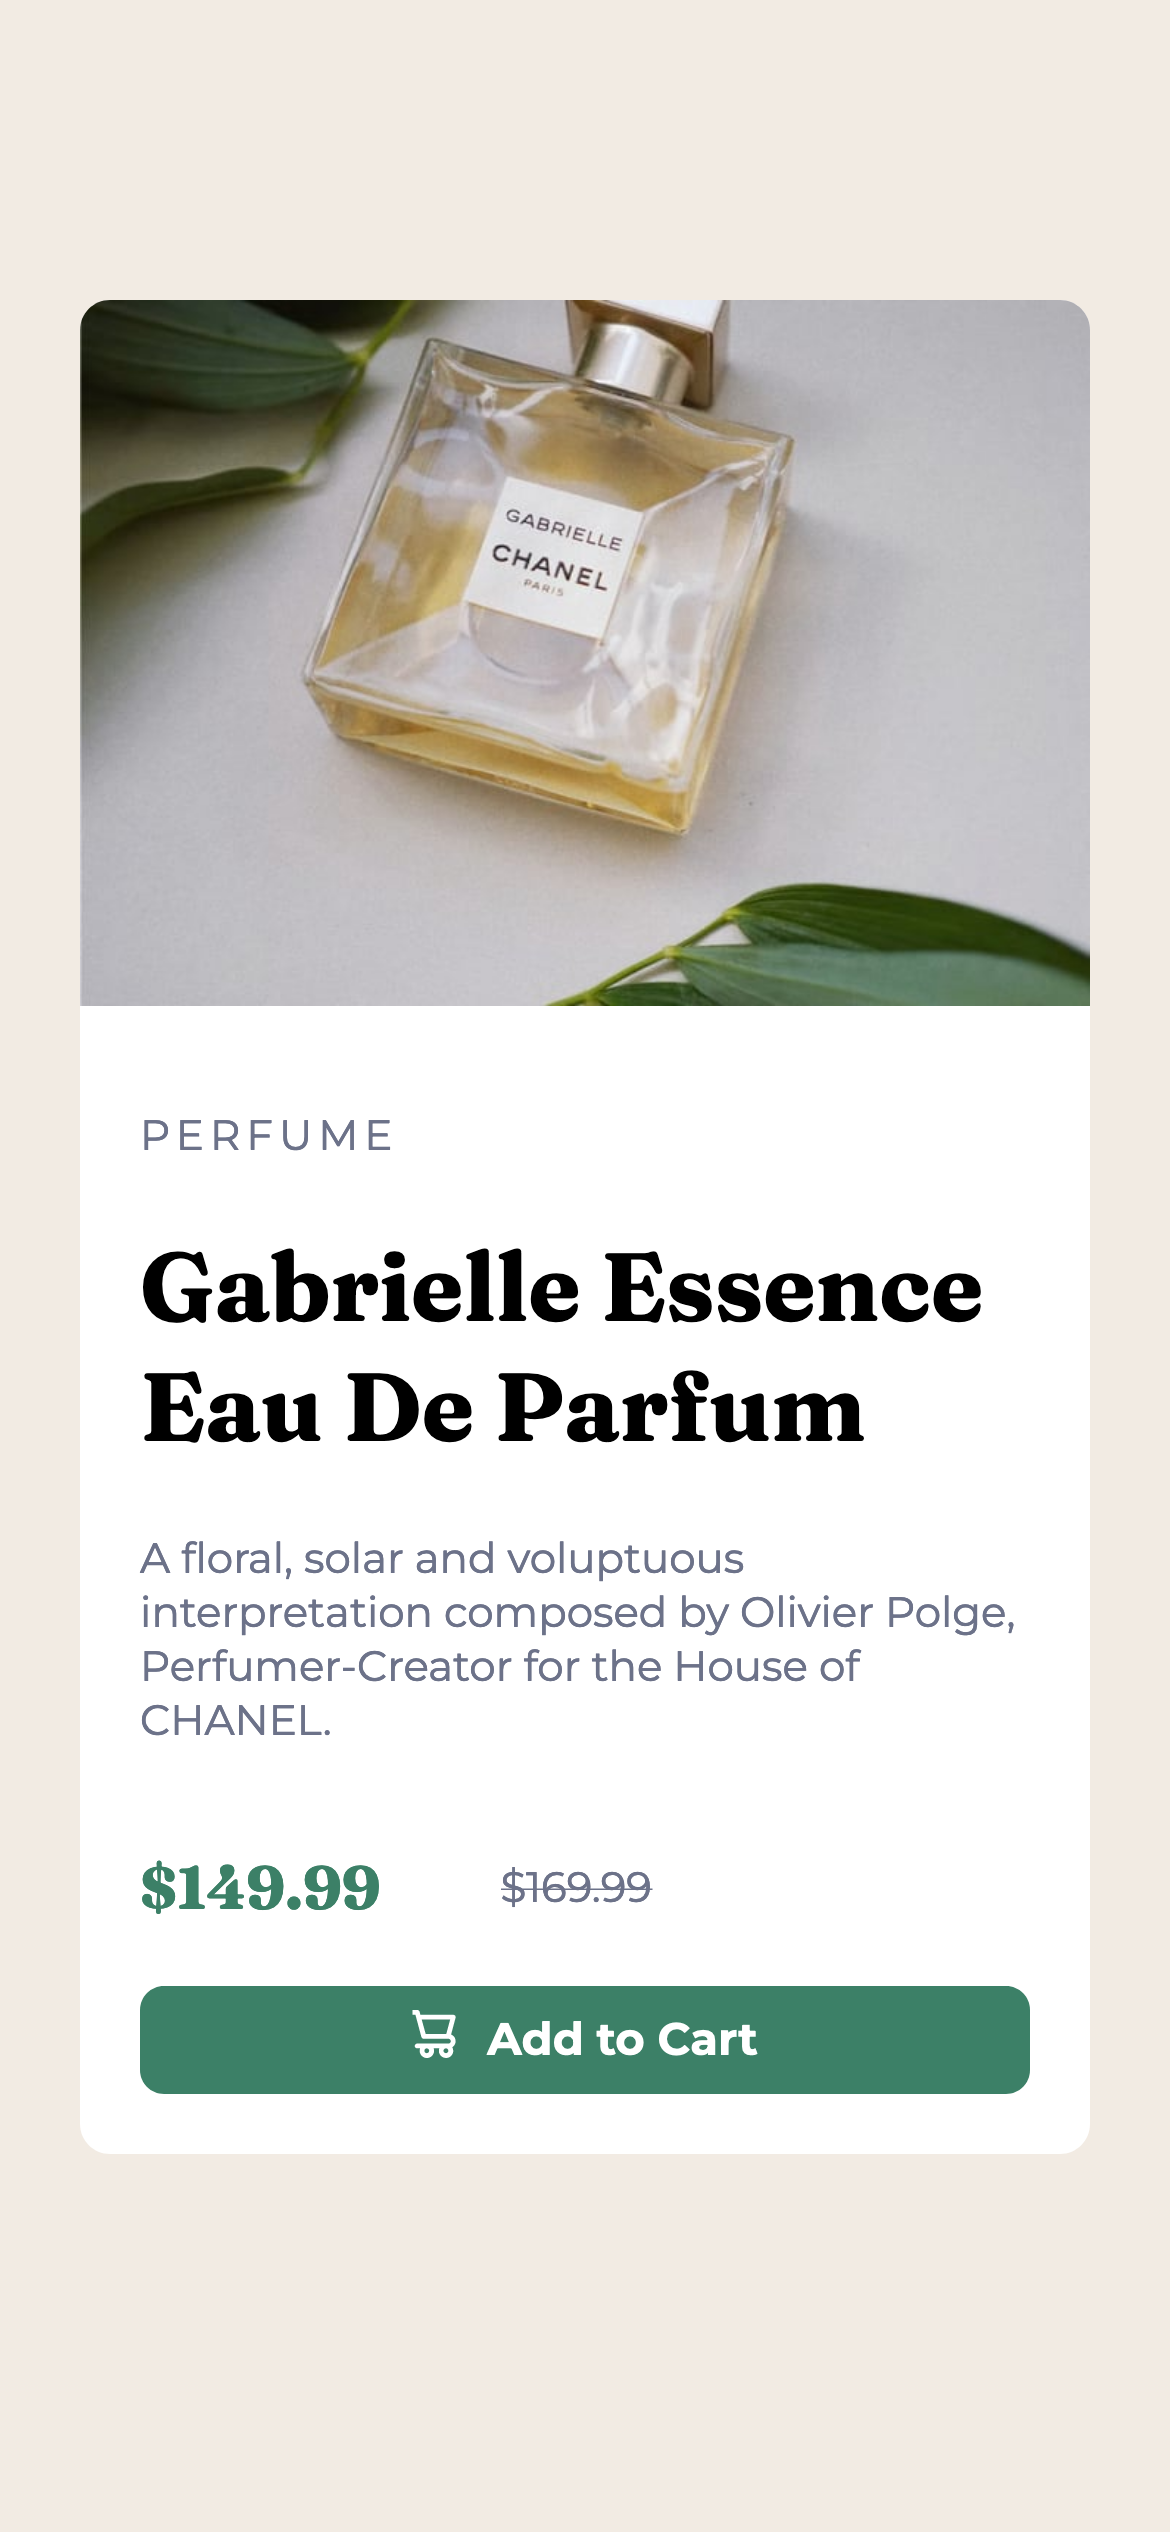 GABRIELLE
CHANEL
PARIS
PERFUME
Gabrielle Essence
Eau De Parfum
A floral, solar and voluptuous
interpretation composed by Olivier Polge,
Perfumer-Creator for the House of
CHANEL.
$149.99 $169.99
Add to Cart